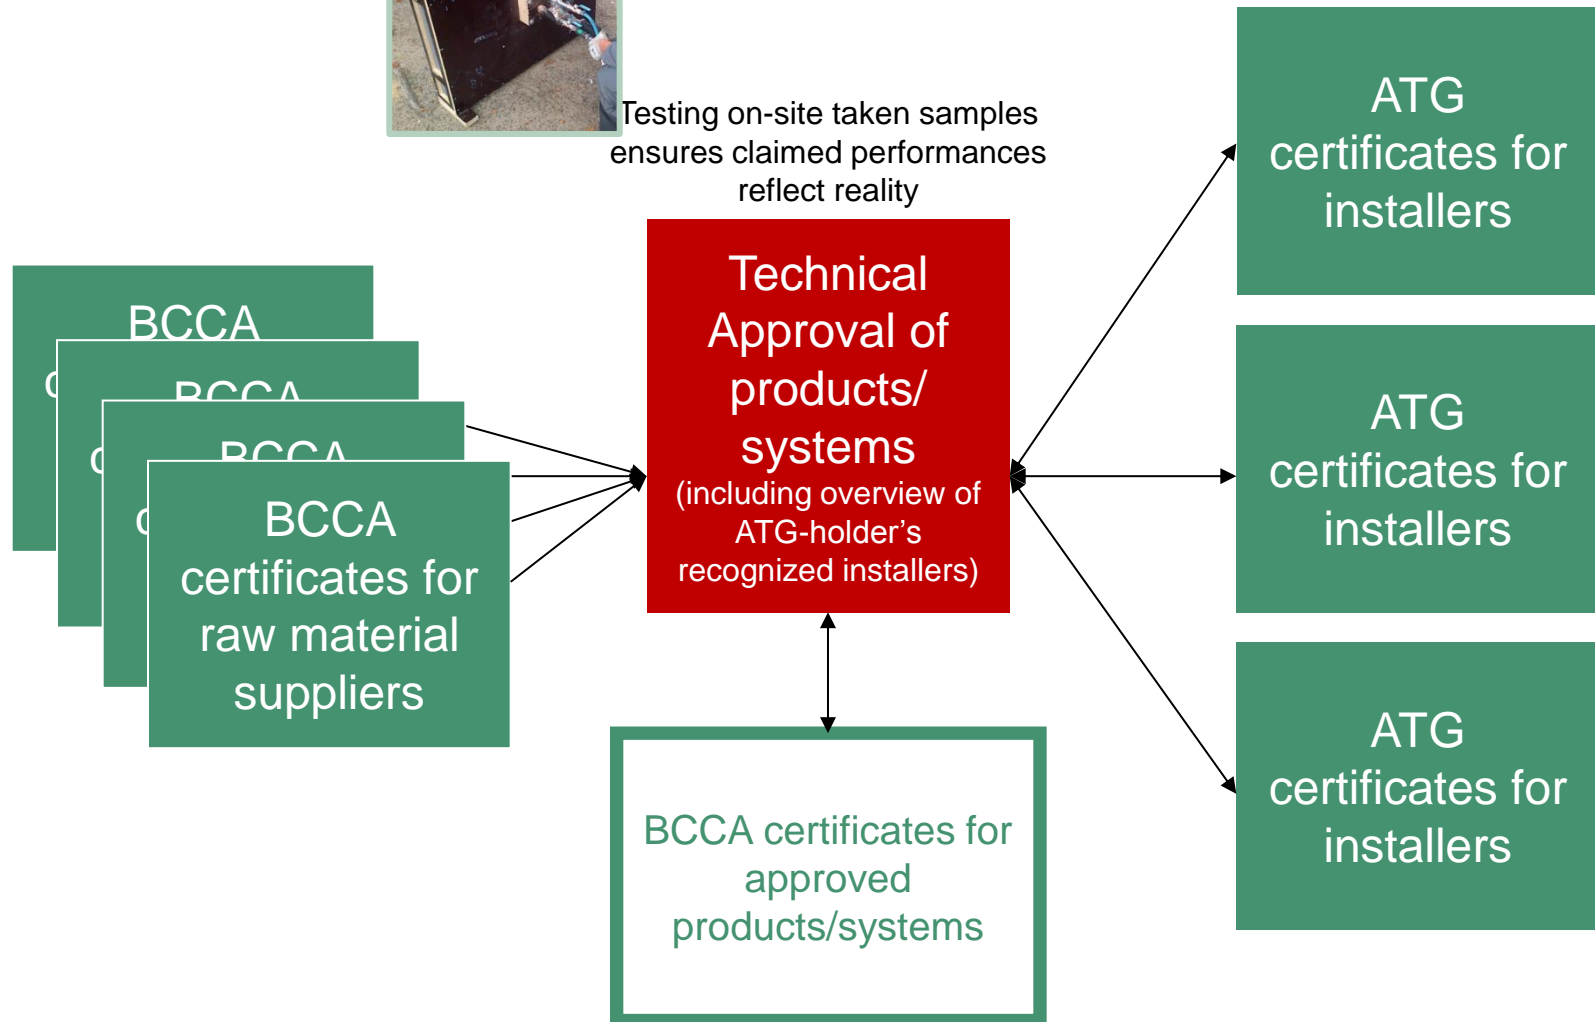 Testing on-site taken samples
ensures claimed performances
reflect reality
BCCA
BCCA
BCCA
BCCA
certificates for
raw material
suppliers
Technical
Approval of
products/
systems
(including overview of
ATG-holder's
recognized installers)
BCCA certificates for
approved
products/systems
ATG
certificates for
installers
ATG
certificates for
installers
ATG
certificates for
installers